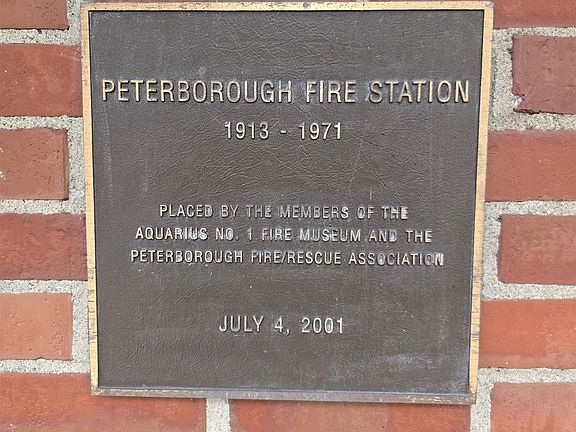 PETERBOROUGH FIRE STATION
1913 - 1971
PLACED BY THE MEMBERS OF THE
AQUARIUS NO. 1 FIRE MUSEUM AND THE
PETERBOROUGH FIRE/RESCUE ASSOCIATION
JULY 4, 2001